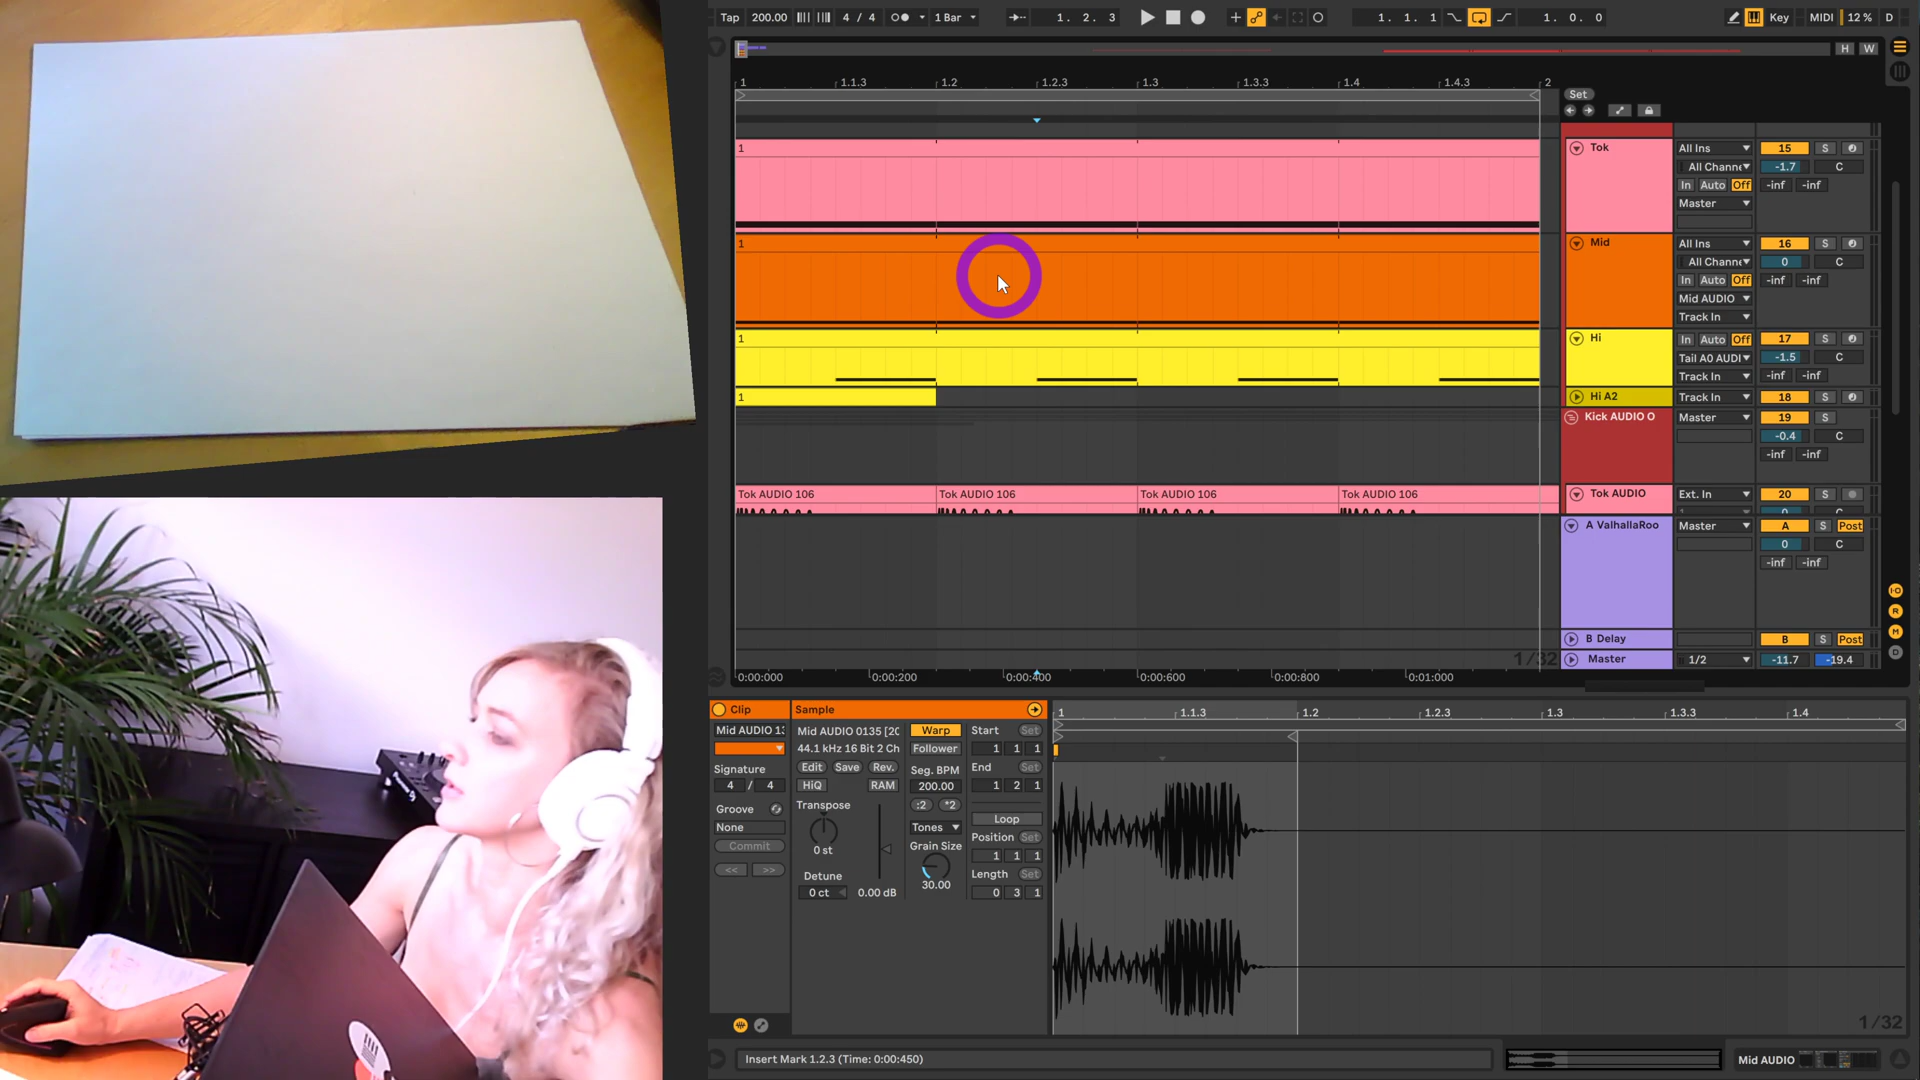 Tap 200.00 4 / 4 1 Bar 1. 2. 3 1. 1. 1 1. 0. 0 Key MIDI 12 % D
H W
1 1.1.3 1.2 1.2.3 1.3 1.3.3 1.4 1.4.3 2
Set
1 Tok All Ins 15 S
-1.7 C
In Auto Off -inf -inf
Master
1 Mid All Ins 16 S
0 C
In Auto Off -inf -inf
Mid AUDIO
Track In
1 Hi In Auto Off 17 S
Tail A0 AUDI -1.5 C
Track In -inf -inf
1 Hi A2 Track In 18 S
Kick AUDIO O Master 19 S
-0.4 C
-inf -inf
Tok AUDIO 106 Tok AUDIO 106 Tok AUDIO 106 Tok AUDIO 106 Tok AUDIO Ext. In 20 S
A ValhallaRoo Master A S Post
0 C
-inf -inf
B Delay B S Post
1/32 Master 1/2 -11.7 -19.4
0:00:000 0:00:200 0:00:400 0:00:600 0:00:800 0:01:000
Clip Sample
1 1.1.3 1.2 1.2.3 1.3 1.3.3 1.4
Mid AUDIO 13 Mid AUDIO 0135 [20 Warp Start Set
44.1 kHz 16 Bit 2 Ch Follower 1 1 1
Signature Edit Save Rev. Seg. BPM End Set
4 / 4 HiQ RAM 200.00 1 2 1
Groove Transpose :2 *2
None Tones Loop
Commit 0 st Grain Size Position Set
1 1 1
<< >> Detune 30.00 Length Set
0 ct 0.00 dB 0 3 1
1/32
Insert Mark 1.2.3 (Time: 0:00:450) Mid AUDIO